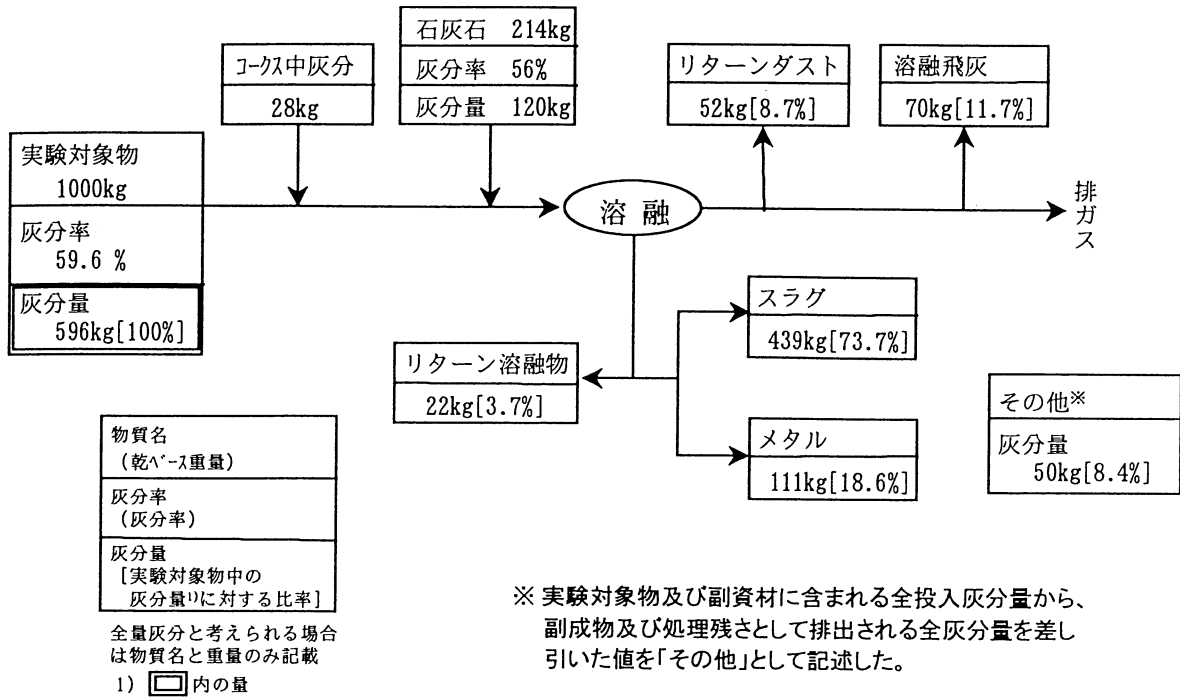 石灰石 214kg
灰分率 56%
灰分量 120kg
コークス中灰分
28kg
リターンダスト
52kg[8.7%]
溶融飛灰
70kg[11.7%]
実験対象物
1000kg
灰分率
59.6 %
灰分量
596kg[100%]
溶融
排ガス
スラグ
439kg[73.7%]
リターン溶融物
22kg[3.7%]
メタル
111kg[18.6%]
その他※
灰分量
50kg[8.4%]
物質名
(乾ベース重量)
灰分率
(灰分率)
灰分量
[実験対象物中の
灰分量1)に対する比率]
全量灰分と考えられる場合
は物質名と重量のみ記載
1) 内の量
※ 実験対象物及び副資材に含まれる全投入灰分量から、
副成物及び処理残さとして排出される全灰分量を差し
引いた値を「その他」として記述した。